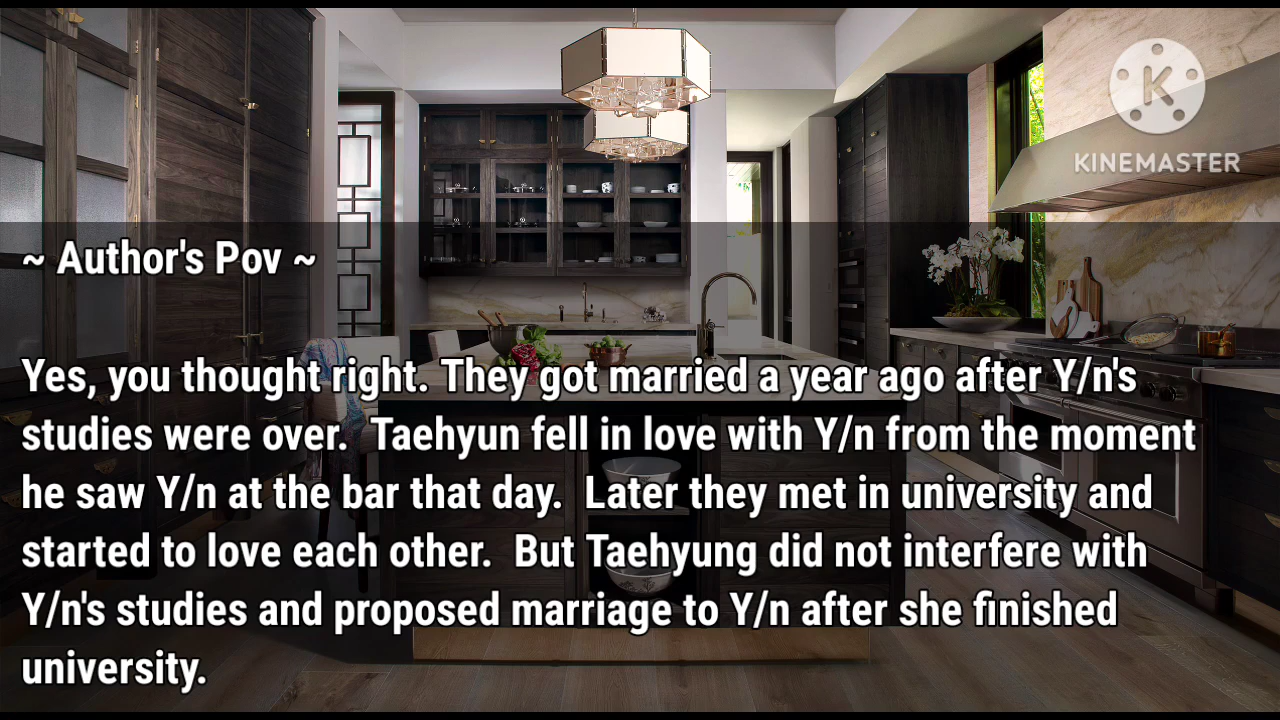 KINEMASTER
~ Author's Pov ~
Yes, you thought right. They got married a year ago after Y/n's
studies were over.  Taehyun fell in love with Y/n from the moment
he saw Y/n at the bar that day.  Later they met in university and
started to love each other.  But Taehyung did not interfere with
Y/n's studies and proposed marriage to Y/n after she finished
university.